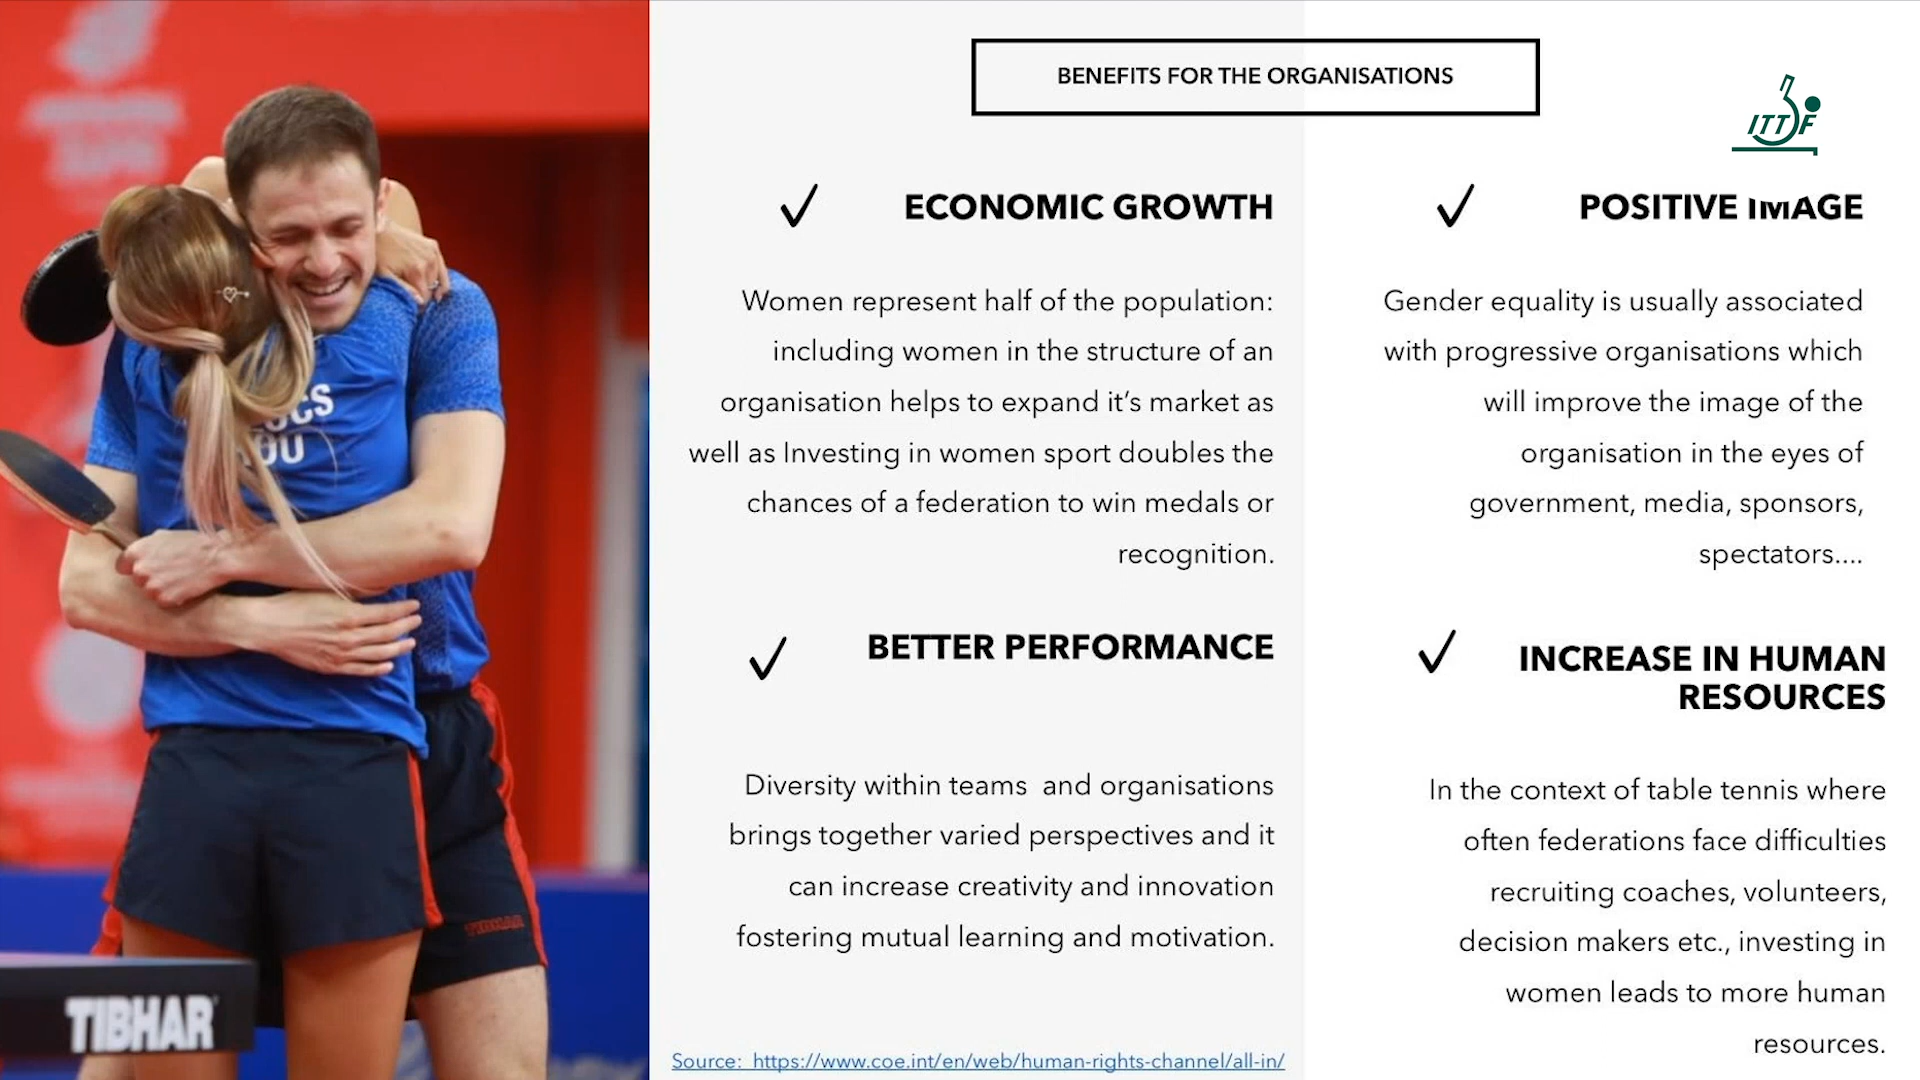 BENEFITS FOR THE ORGANISATIONS
ITTF
ECONOMIC GROWTH
Women represent half of the population:
including women in the structure of an
organisation helps to expand it’s market as
well as Investing in women sport doubles the
chances of a federation to win medals or
recognition.
POSITIVE IMAGE
Gender equality is usually associated
with progressive organisations which
will improve the image of the
organisation in the eyes of
government, media, sponsors,
spectators....
BETTER PERFORMANCE
Diversity within teams  and organisations
brings together varied perspectives and it
can increase creativity and innovation
fostering mutual learning and motivation.
INCREASE IN HUMAN
RESOURCES
In the context of table tennis where
often federations face difficulties
recruiting coaches, volunteers,
decision makers etc., investing in
women leads to more human
resources.
Source:  https://www.coe.int/en/web/human-rights-channel/all-in/
TIBHAR
TIBHAR